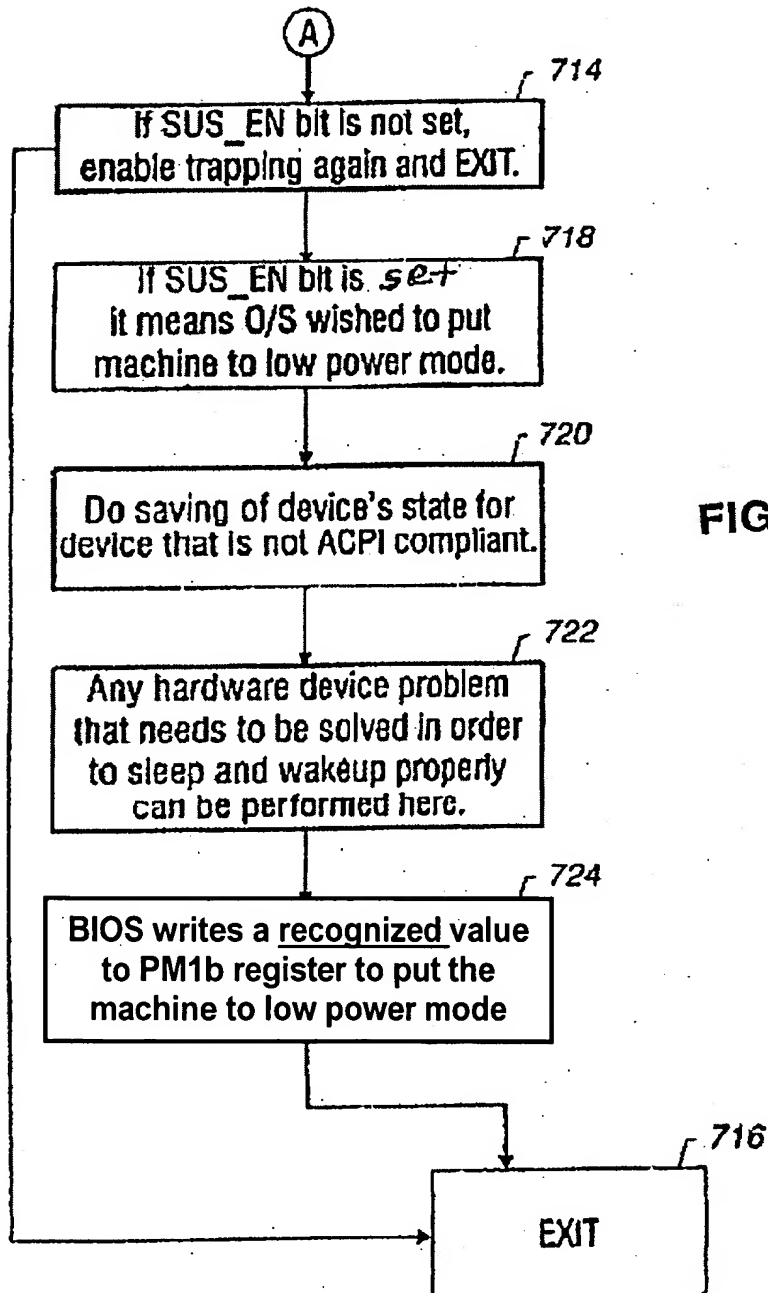 A
714
If SUS_EN bit is not set,
enable trapping again and EXIT.
718
If SUS_EN bit is set
it means O/S wished to put
machine to low power mode.
720
Do saving of device's state for
device that is not ACPI compliant.
FIG
722
Any hardware device problem
that needs to be solved in order
to sleep and wakeup properly
can be performed here.
724
BIOS writes a recognized value
to PM1b register to put the
machine to low power mode
716
EXIT